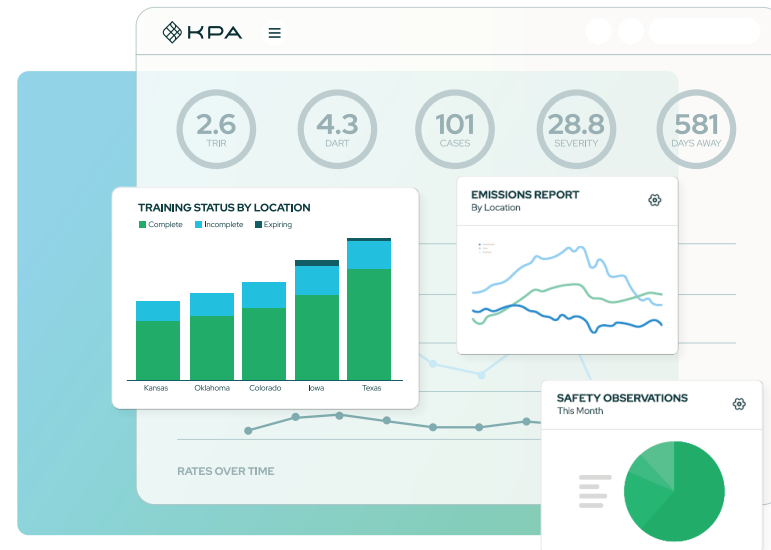 KPA
2.6
TRIR
4.3
DART
101
CASES
28.8
SEVERITY
581
DAYS AWAY
TRAINING STATUS BY LOCATION
Complete Incomplete Expiring
Kansas Oklahoma Colorado Iowa Texas
EMISSIONS REPORT
By Location
SAFETY OBSERVATIONS
This Month
RATES OVER TIME